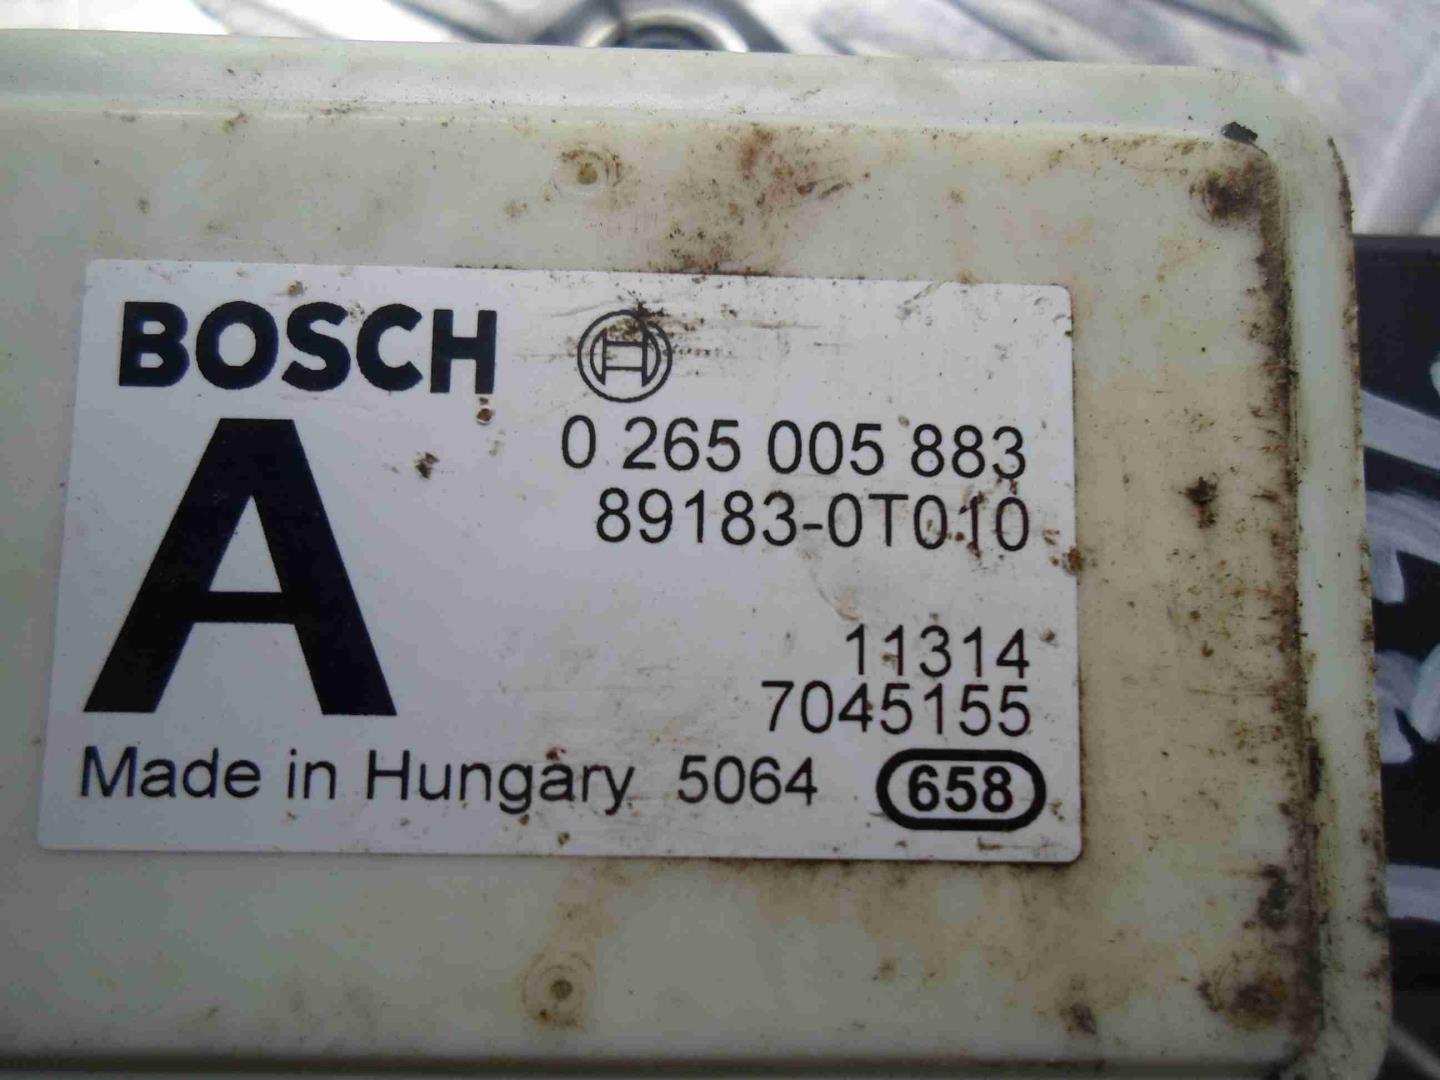 BOSCH
0 265 005 883
89183-0T010
A
11314
7045155
Made in Hungary 5064 658